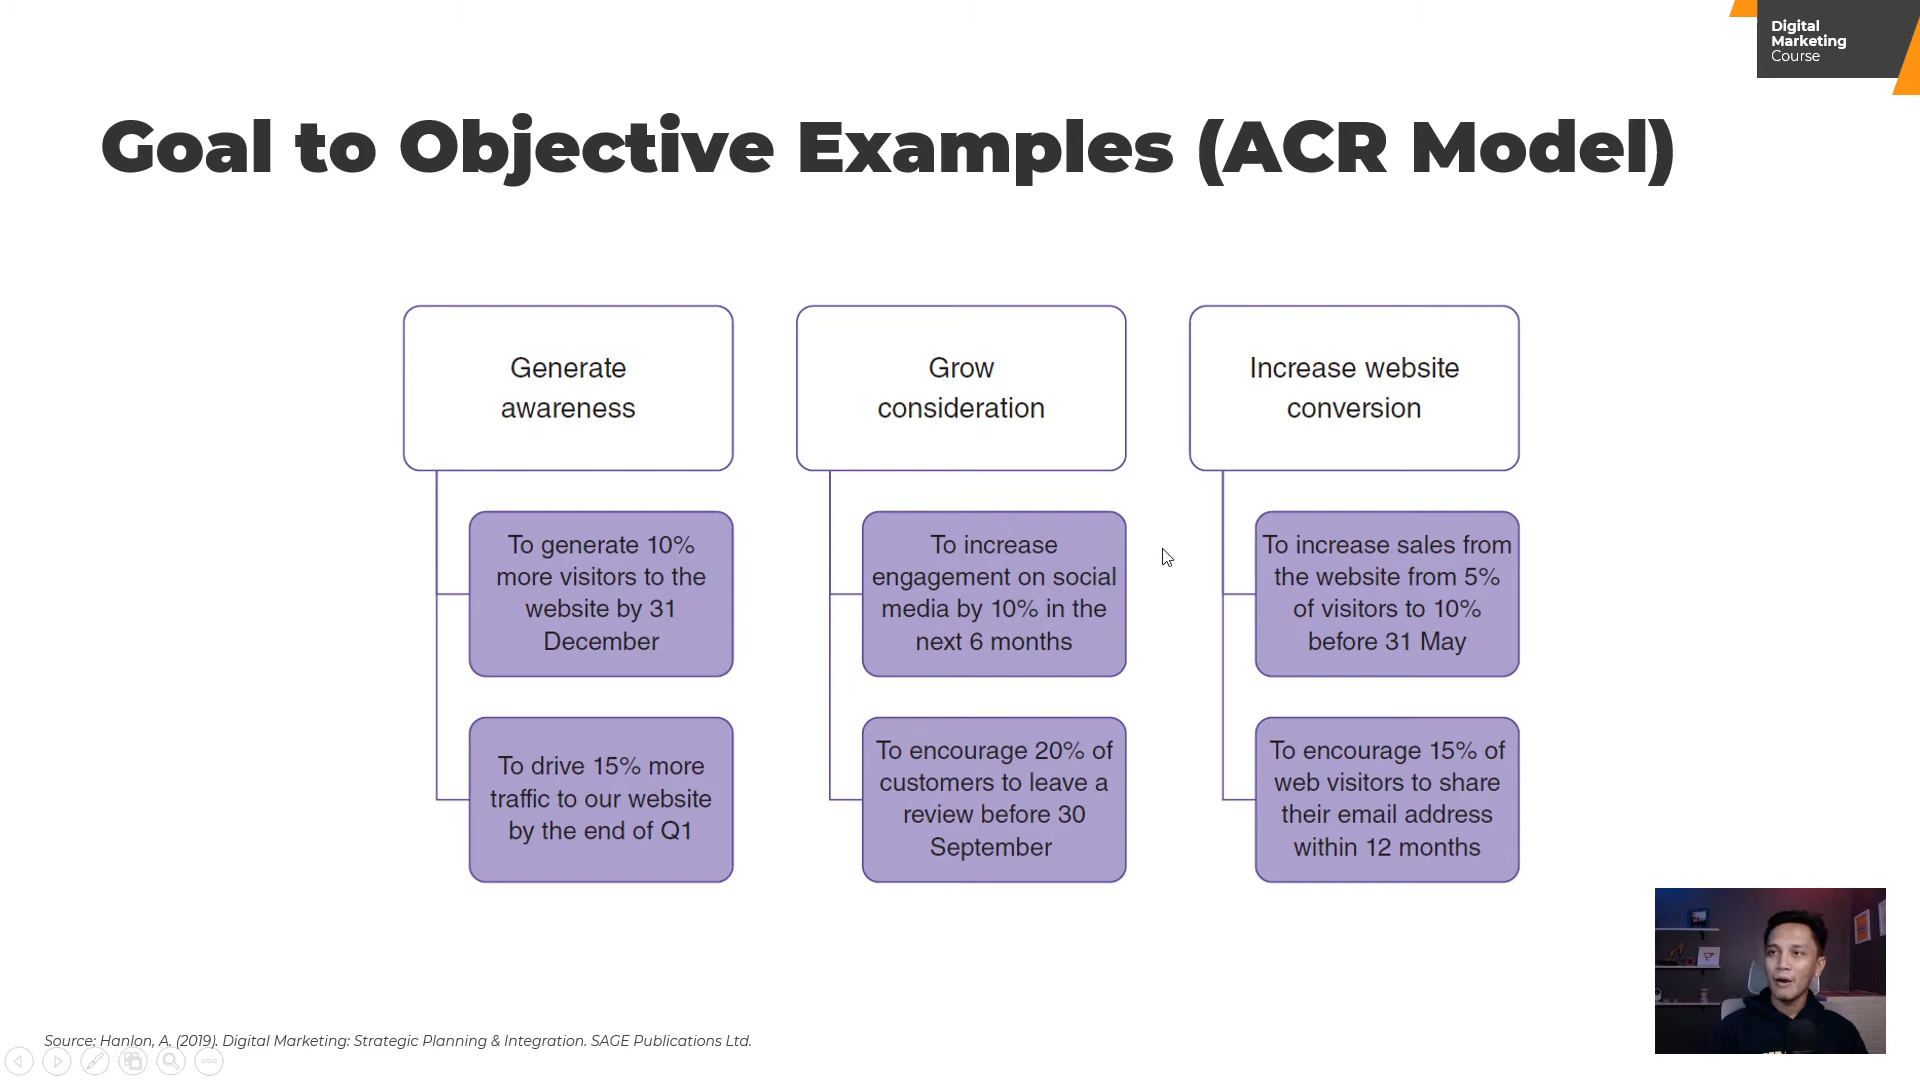 Digital
Marketing
Course
Goal to Objective Examples (ACR Model)
Generate
awareness
To generate 10%
more visitors to the
website by 31
December
To drive 15% more
traffic to our website
by the end of Q1
Grow
consideration
To increase
engagement on social
media by 10% in the
next 6 months
To encourage 20% of
customers to leave a
review before 30
September
Increase website
conversion
To increase sales from
the website from 5%
of visitors to 10%
before 31 May
To encourage 15% of
web visitors to share
their email address
within 12 months
Source: Hanlon, A. (2019). Digital Marketing: Strategic Planning & Integration. SAGE Publications Ltd.